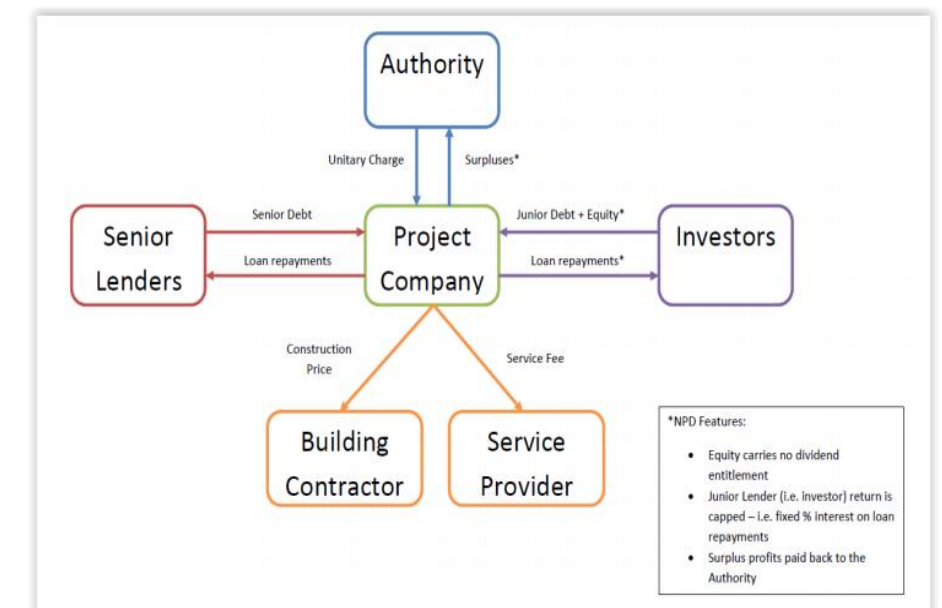 Authority
Unitary Charge
Surpluses*
Senior
Lenders
Senior Debt
Loan repayments
Project
Company
Junior Debt + Equity*
Loan repayments*
Investors
Construction
Price
Service Fee
Building
Contractor
Service
Provider
*NPD Features:
• Equity carries no dividend
entitlement
• Junior Lender (i.e. investor) return is
capped – i.e. fixed % interest on loan
repayments
• Surplus profits paid back to the
Authority